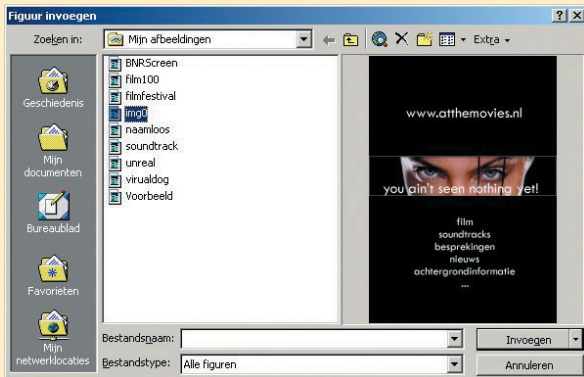 Figuur invoegen
Zoeken in:
Mijn afbeeldingen
Extra
Geschiedenis
Mijn
documenten
Bureaublad
Favorieten
Mijn
netwerklocaties
BNRScreen
film100
filmfestival
img0
naamloos
soundtrack
unreal
virualdog
Voorbeeld
www.atthemovies.nl
you ain't seen nothing yet!
film
soundtracks
besprekingen
nieuws
achtergrondinformatie
...
Bestandsnaam:
Invoegen
Bestandstype:
Alle figuren
Annuleren